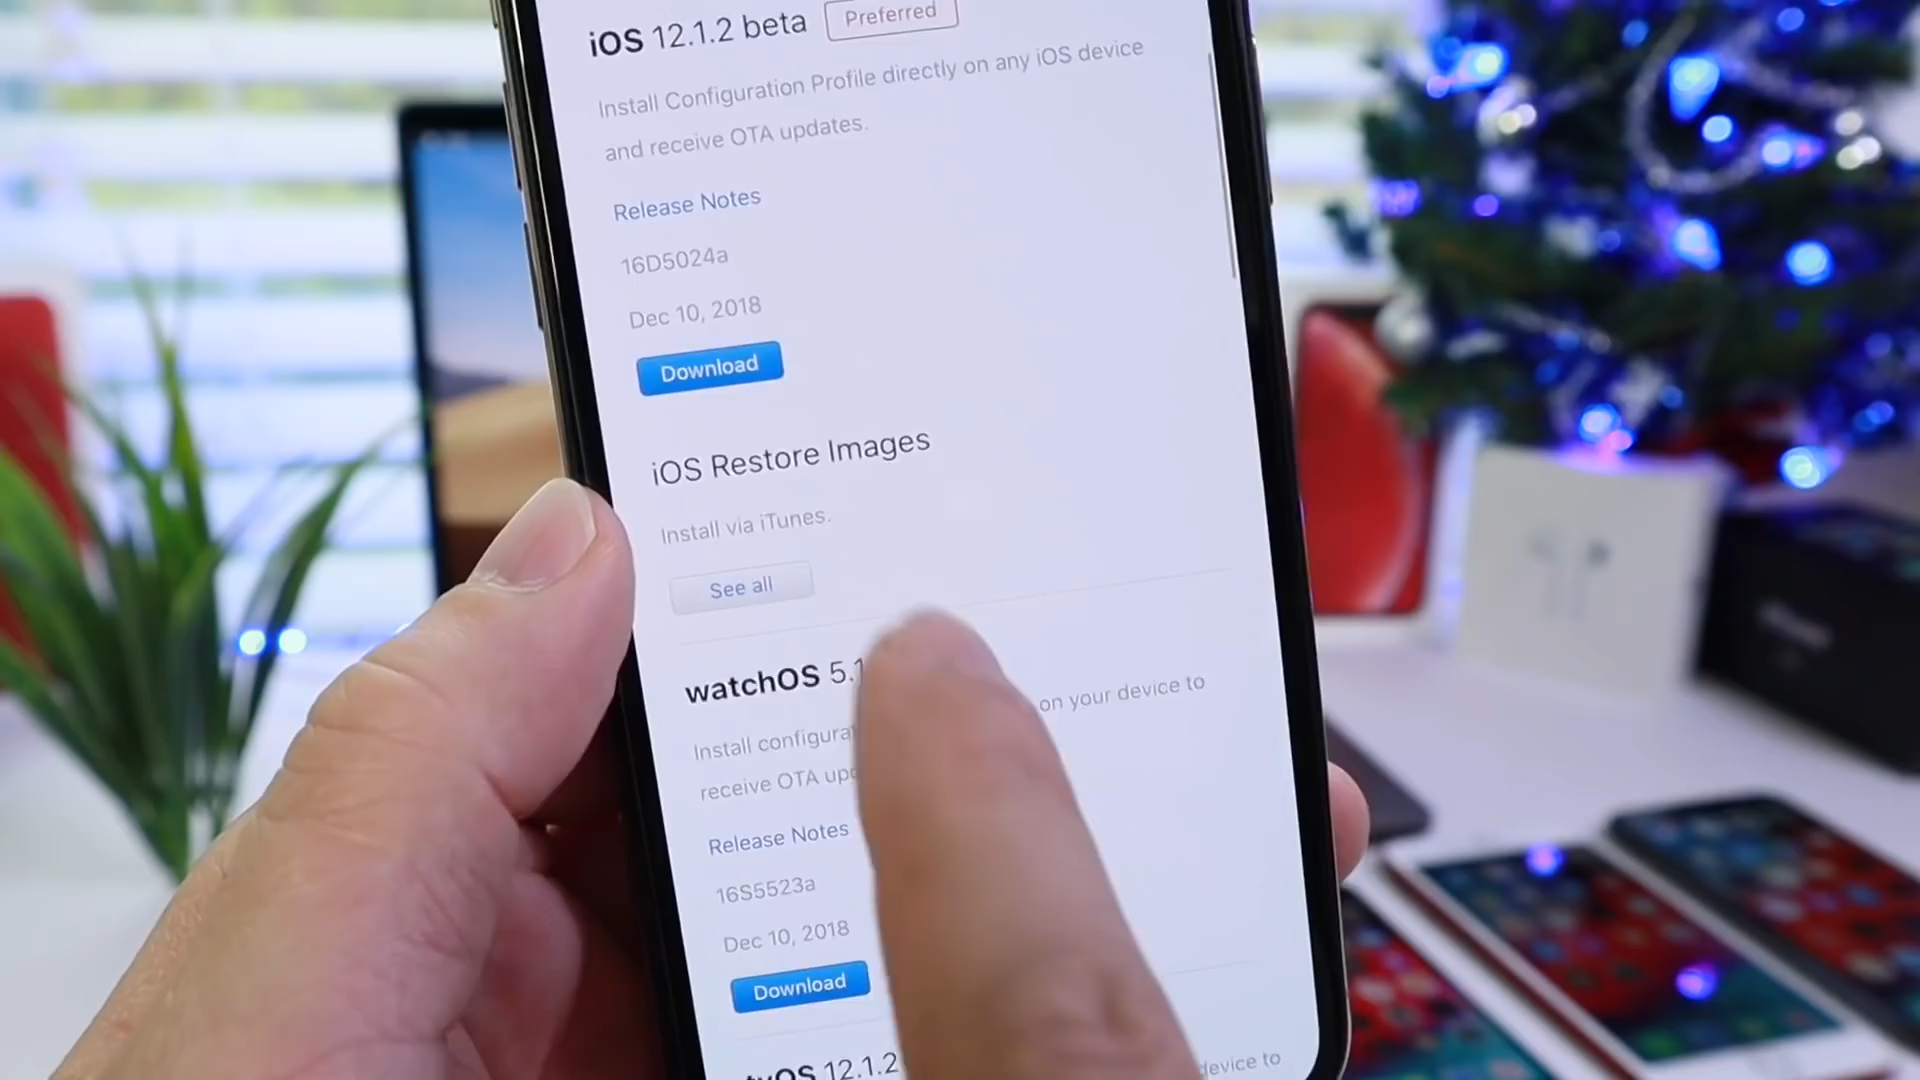 iOS 12.1.2 beta Preferred
Install Configuration Profile directly on any iOS device
and receive OTA updates.
Release Notes
16D5024a
Dec 10, 2018
Download
iOS Restore Images
Install via iTunes.
See all
watchOS 5.1
Install configura on your device to
receive OTA upd
Release Notes
16S5523a
Dec 10, 2018
Download
tvOS 12.1.2
device to